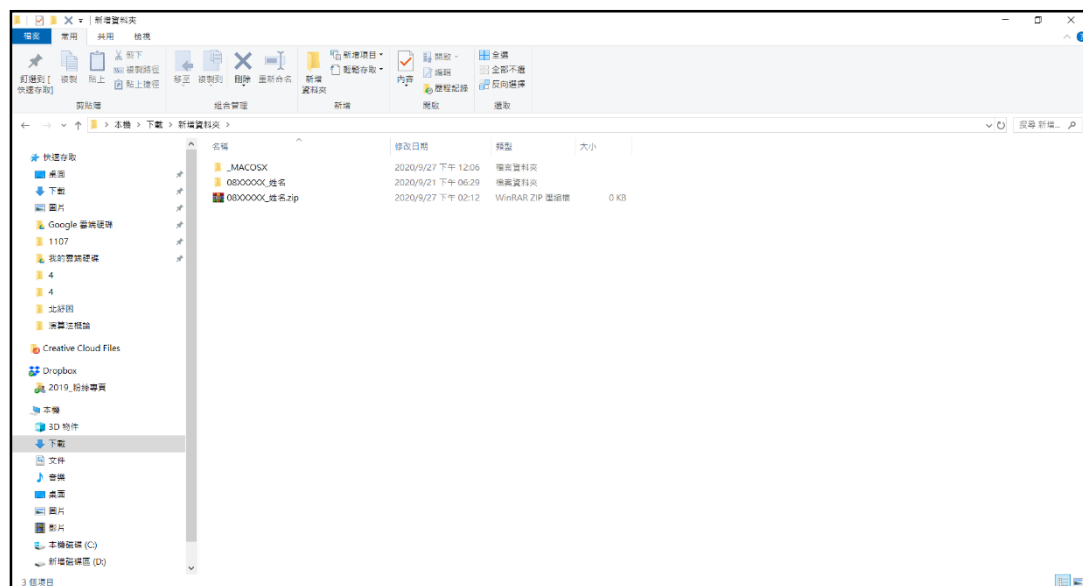 新增資料夾
檔案 常用 共用 檢視
釘選到 [快速存取]
複製
貼上
剪下
複製路徑
貼上捷徑
剪貼簿
移至
複製到
刪除
重新命名
組合管理
新增資料夾
新增項目
輕鬆存取
新增
內容
開啟
編輯
歷程記錄
開啟
全選
全部不選
反向選擇
選取
本機 > 下載 > 新增資料夾 >
搜尋 新增...
名稱 修改日期 類型 大小
_MACOSX 2020/9/27 下午 12:06 檔案資料夾
08XXXXX_姓名 2020/9/21 下午 06:29 檔案資料夾
08XXXXX_姓名.zip 2020/9/27 下午 02:12 WinRAR ZIP 壓縮檔 0 KB
快速存取
桌面
下載
圖片
Google 雲端硬碟
1107
我的雲端硬碟
4
4
演算法概論
Creative Cloud Files
Dropbox
2019_粉絲專頁
本機
3D 物件
下載
文件
音樂
桌面
圖片
影片
本機磁碟 (C:)
新增磁碟區 (D:)
3 個項目